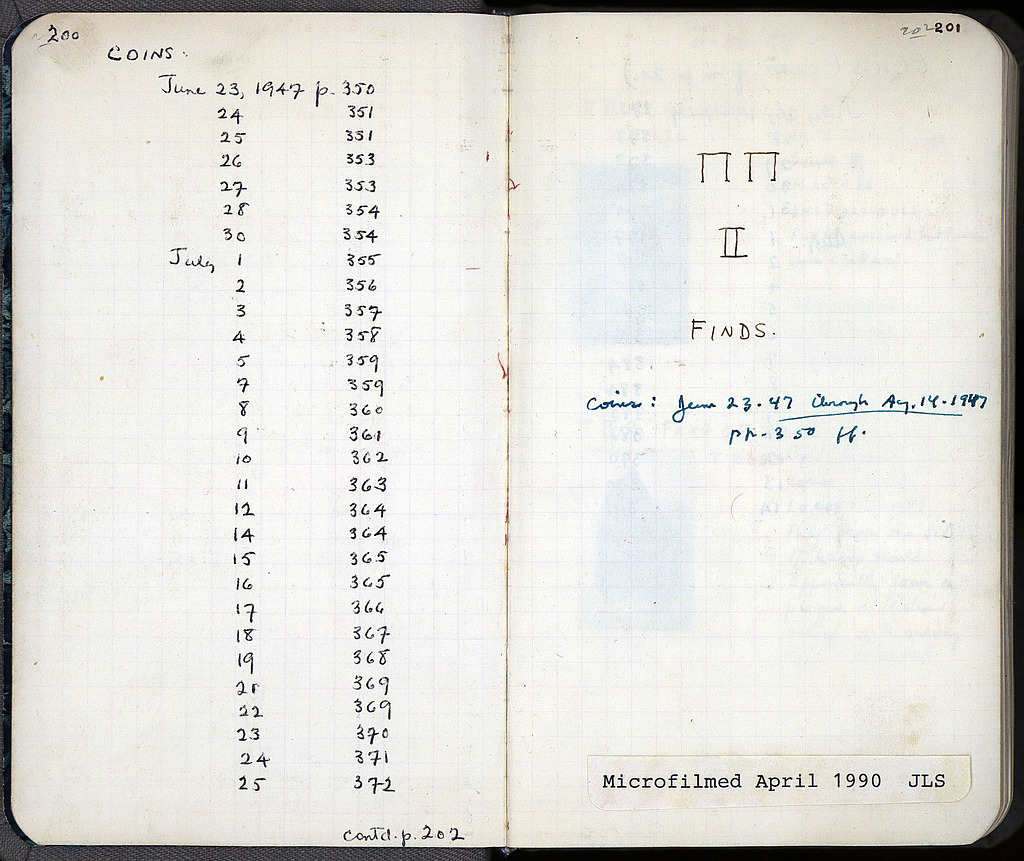 200
COINS.
June 23, 1947 p. 350
24 351
25 351
26 353
27 353
28 354
30 354
July 1 355
2 356
3 357
4 358
5 359
7 359
8 360
9 361
10 362
11 363
12 364
14 364
15 365
16 365
17 366
18 367
19 368
21 369
22 369
23 370
24 371
25 372
contd. p. 202
202 201
ΠΠ
II
FINDS.
Coins: June 23.47 through Aug. 14.1947
pp. 350 ff.
Microfilmed April 1990 JLS